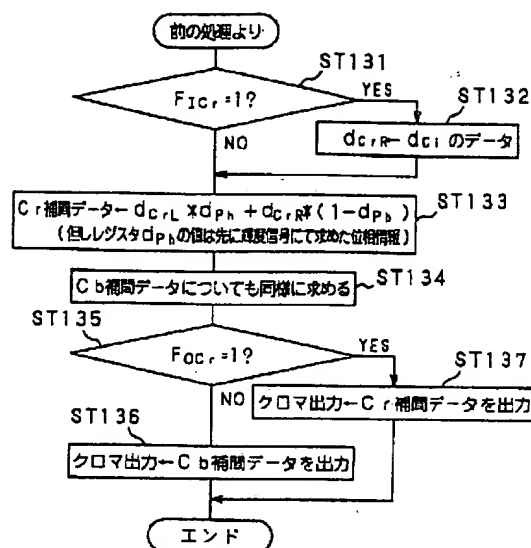 前の処理より
ST131
FICr=1?
YES
ST132
NO
dCrR←dCiのデータ
Cr補間データ←dCrL*dPh+dCrR*(1-dPh)
(但しレジスタdPhの値は先に輝度信号にて求めた位相情報)
ST133
Cb補間データについても同様に求める
ST134
ST135
FOCr=1?
YES
ST137
NO
クロマ出力←Cr補間データを出力
ST136
クロマ出力←Cb補間データを出力
エンド